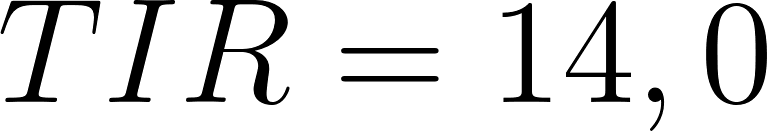 TIR = 14,0